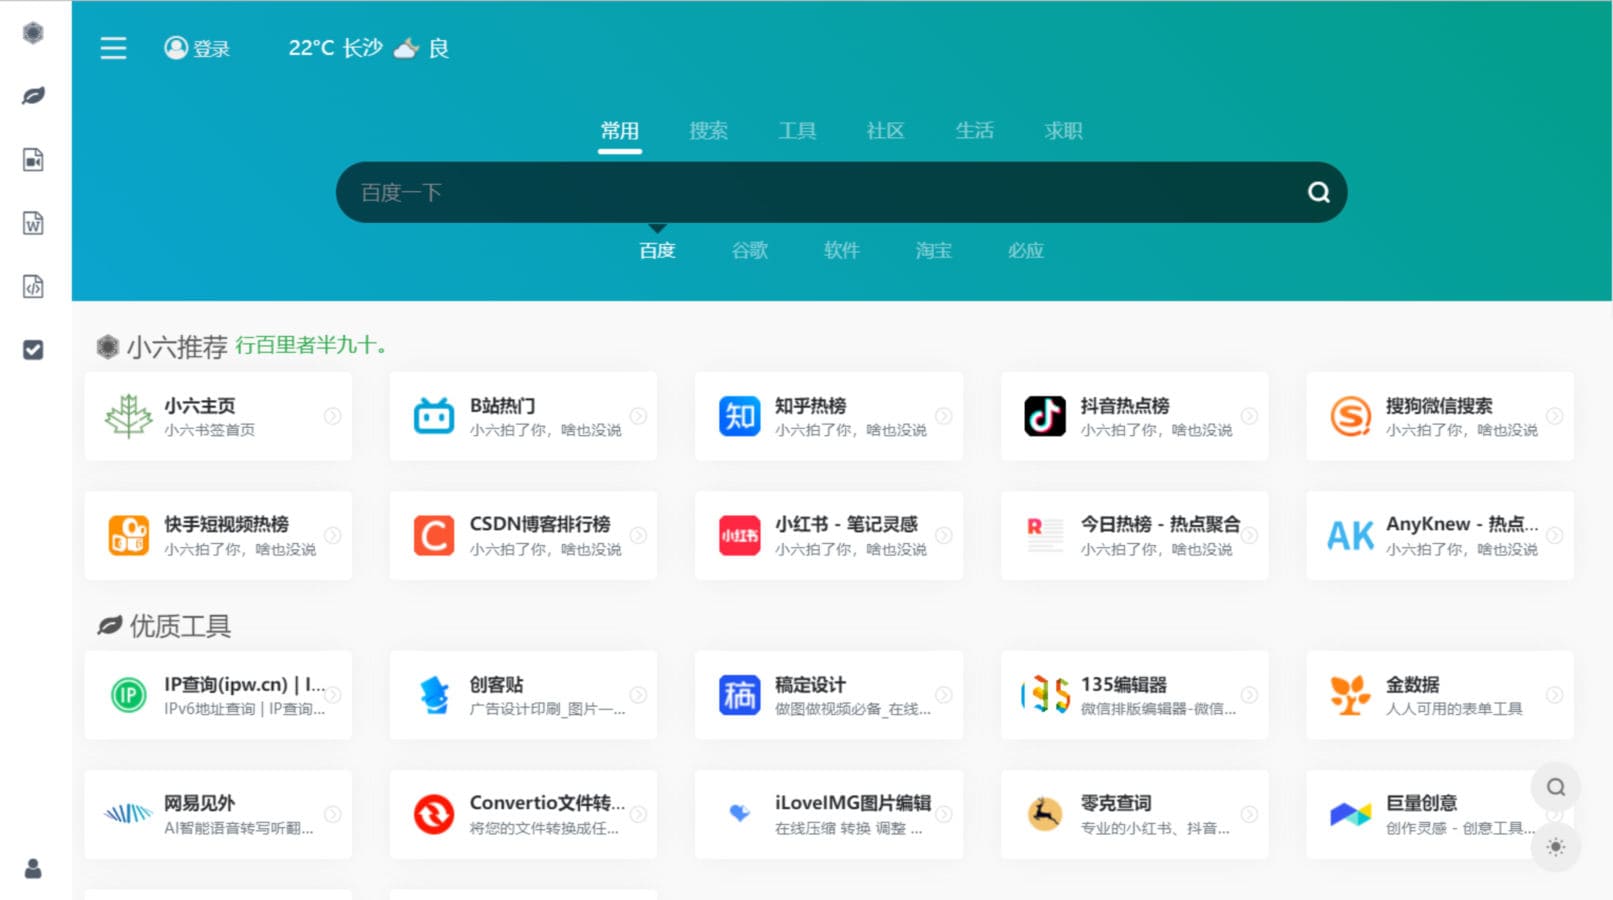 登录 22°C 长沙 良
常用 搜索 工具 社区 生活 求职
百度一下
百度 谷歌 软件 淘宝 必应
小六推荐 行百里者半九十。
小六主页
小六书签首页
B站热门
小六拍了你，啥也没说
知
知乎热榜
小六拍了你，啥也没说
抖音热点榜
小六拍了你，啥也没说
搜狗微信搜索
小六拍了你，啥也没说
快手短视频热榜
小六拍了你，啥也没说
C
CSDN博客排行榜
小六拍了你，啥也没说
小红书
小红书 - 笔记灵感
小六拍了你，啥也没说
R
今日热榜 - 热点聚合
小六拍了你，啥也没说
AK
AnyKnew - 热点...
小六拍了你，啥也没说
优质工具
IP
IP查询(ipw.cn) | I...
IPv6地址查询 | IP查询...
创客贴
广告设计印刷_图片一...
稿
稿定设计
做图做视频必备_在线...
135
135编辑器
微信排版编辑器-微信...
金数据
人人可用的表单工具
网易见外
AI智能语音转写听翻...
Convertio文件转...
将您的文件转换成任...
iLoveIMG图片编辑
在线压缩 转换 调整 ...
零克查词
专业的小红书、抖音...
巨量创意
创作灵感 - 创意工具...